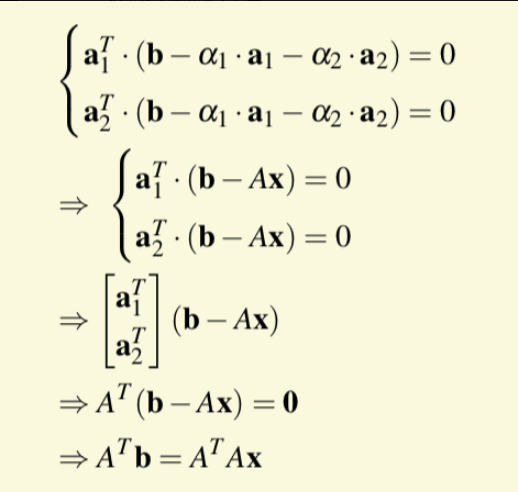 { 𝐚₁ᵀ · (𝐛 − α₁ · 𝐚₁ − α₂ · 𝐚₂) = 0
𝐚₂ᵀ · (𝐛 − α₁ · 𝐚₁ − α₂ · 𝐚₂) = 0
⇒ { 𝐚₁ᵀ · (𝐛 − A𝐱) = 0
𝐚₂ᵀ · (𝐛 − A𝐱) = 0
⇒ [𝐚₁ᵀ
𝐚₂ᵀ] (𝐛 − A𝐱)
⇒ Aᵀ(𝐛 − A𝐱) = 𝟎
⇒ Aᵀ𝐛 = AᵀA𝐱